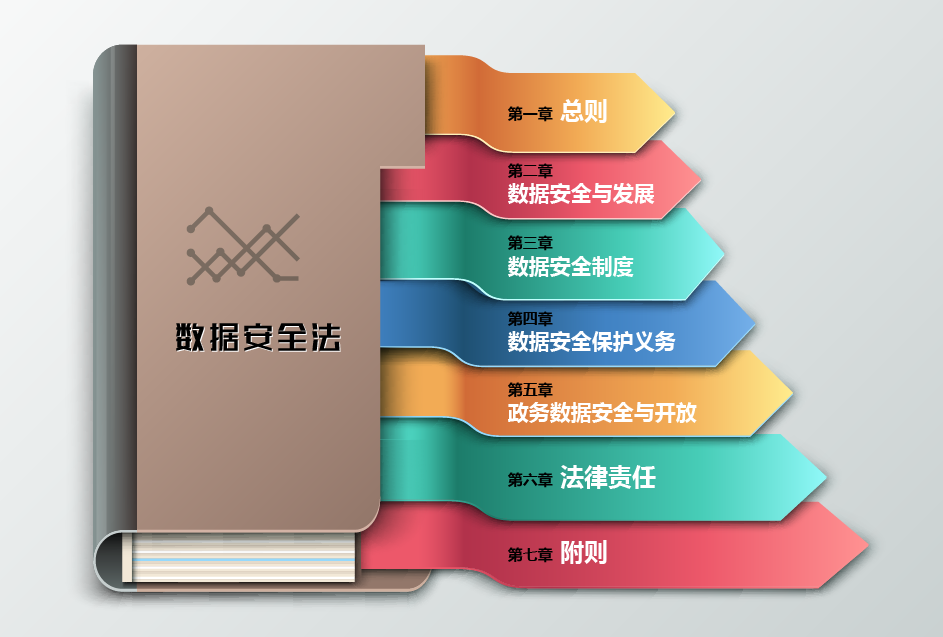 数据安全法
第一章 总则
第二章
数据安全与发展
第三章
数据安全制度
第四章
数据安全保护义务
第五章
政务数据安全与开放
第六章 法律责任
第七章 附则